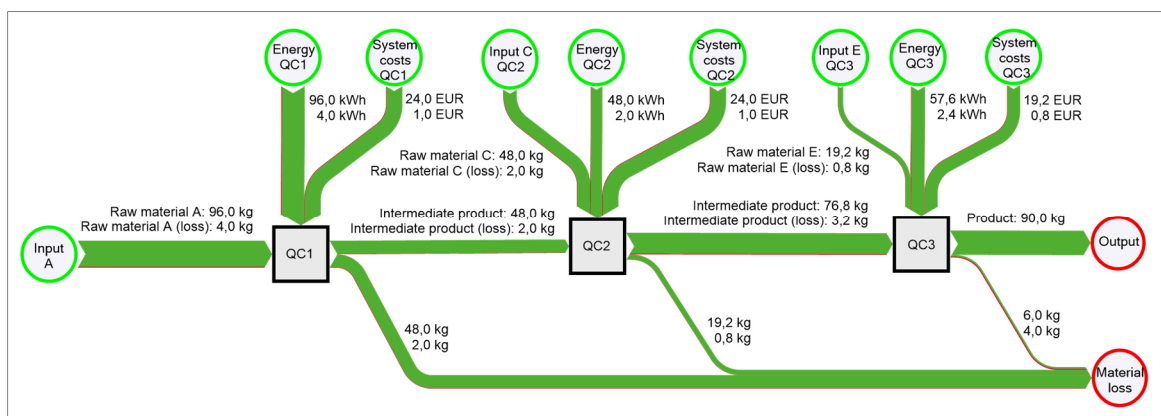 Energy
QC1
System
costs
QC1
Input C
QC2
Energy
QC2
System
costs
QC2
Input E
QC3
Energy
QC3
System
costs
QC3
96,0 kWh
4,0 kWh
24,0 EUR
1,0 EUR
48,0 kWh
2,0 kWh
24,0 EUR
1,0 EUR
57,6 kWh
2,4 kWh
19,2 EUR
0,8 EUR
Raw material C: 48,0 kg
Raw material C (loss): 2,0 kg
Raw material E: 19,2 kg
Raw material E (loss): 0,8 kg
Raw material A: 96,0 kg
Raw material A (loss): 4,0 kg
Intermediate product: 48,0 kg
Intermediate product (loss): 2,0 kg
Intermediate product: 76,8 kg
Intermediate product (loss): 3,2 kg
Product: 90,0 kg
Input
A
QC1
QC2
QC3
Output
48,0 kg
2,0 kg
19,2 kg
0,8 kg
6,0 kg
4,0 kg
Material
loss